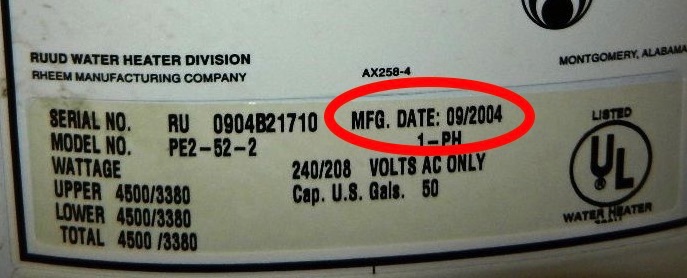 RUUD WATER HEATER DIVISION
RHEEM MANUFACTURING COMPANY
AX258-4
MONTGOMERY, ALABAMA
SERIAL NO. RU 0904B21710 MFG. DATE: 09/2004
MODEL NO. PE2-52-2 1-PH
WATTAGE 240/208 VOLTS AC ONLY
UPPER 4500/3380 Cap. U.S. Gals. 50
LOWER 4500/3380
TOTAL 4500 /3380
LISTED
UL
WATER HEATER